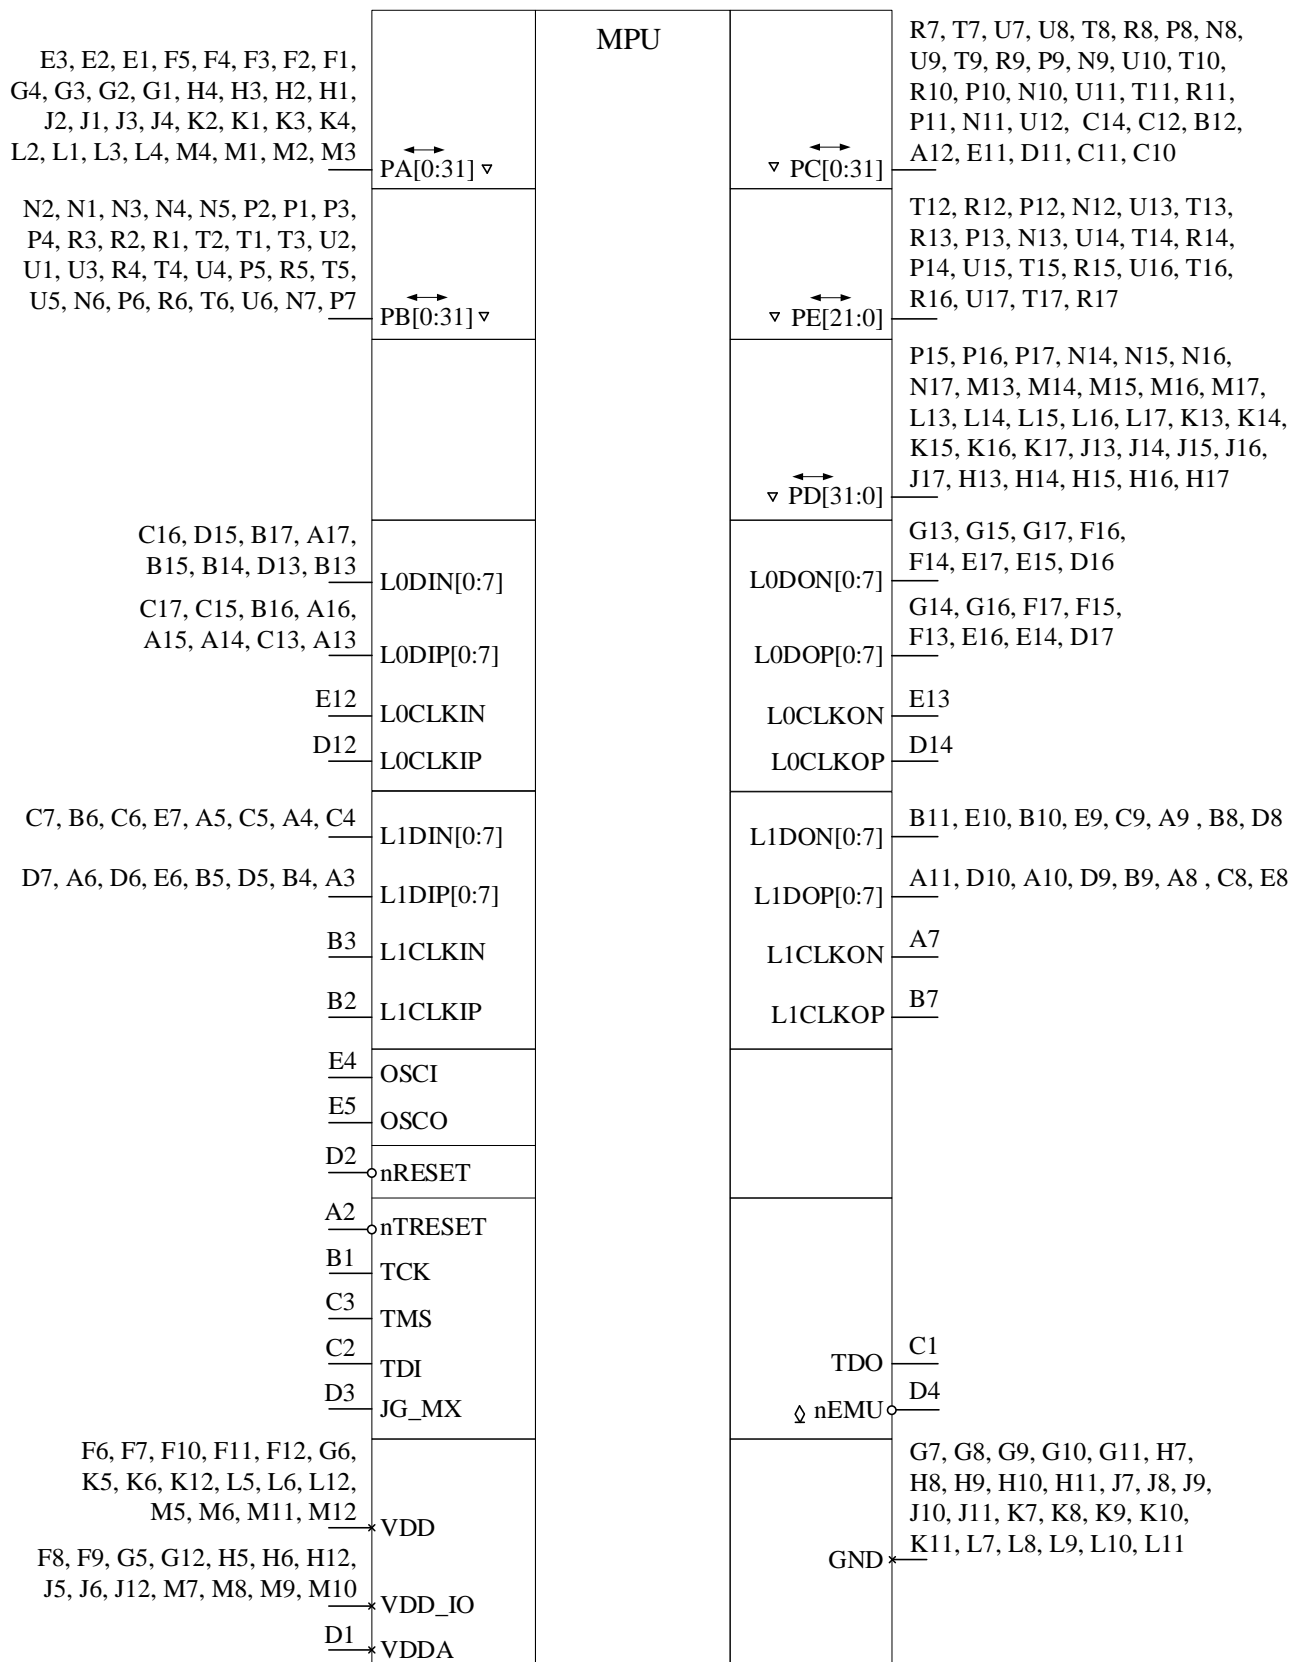 MPU
E3, E2, E1, F5, F4, F3, F2, F1,
G4, G3, G2, G1, H4, H3, H2, H1,
J2, J1, J3, J4, K2, K1, K3, K4,
L2, L1, L3, L4, M4, M1, M2, M3
PA[0:31]
N2, N1, N3, N4, N5, P2, P1, P3,
P4, R3, R2, R1, T2, T1, T3, U2,
U1, U3, R4, T4, U4, P5, R5, T5,
U5, N6, P6, R6, T6, U6, N7, P7
PB[0:31]
C16, D15, B17, A17,
B15, B14, D13, B13
L0DIN[0:7]
C17, C15, B16, A16,
A15, A14, C13, A13
L0DIP[0:7]
E12
L0CLKIN
D12
L0CLKIP
C7, B6, C6, E7, A5, C5, A4, C4
L1DIN[0:7]
D7, A6, D6, E6, B5, D5, B4, A3
L1DIP[0:7]
B3
L1CLKIN
B2
L1CLKIP
E4
OSCI
E5
OSCO
D2
nRESET
A2
nTRESET
B1
TCK
C3
TMS
C2
TDI
D3
JG_MX
F6, F7, F10, F11, F12, G6,
K5, K6, K12, L5, L6, L12,
M5, M6, M11, M12
VDD
F8, F9, G5, G12, H5, H6, H12,
J5, J6, J12, M7, M8, M9, M10
VDD_IO
D1
VDDA
R7, T7, U7, U8, T8, R8, P8, N8,
U9, T9, R9, P9, N9, U10, T10,
R10, P10, N10, U11, T11, R11,
P11, N11, U12, C14, C12, B12,
A12, E11, D11, C11, C10
PC[0:31]
T12, R12, P12, N12, U13, T13,
R13, P13, N13, U14, T14, R14,
P14, U15, T15, R15, U16, T16,
R16, U17, T17, R17
PE[21:0]
P15, P16, P17, N14, N15, N16,
N17, M13, M14, M15, M16, M17,
L13, L14, L15, L16, L17, K13, K14,
K15, K16, K17, J13, J14, J15, J16,
J17, H13, H14, H15, H16, H17
PD[31:0]
G13, G15, G17, F16,
F14, E17, E15, D16
L0DON[0:7]
G14, G16, F17, F15,
F13, E16, E14, D17
L0DOP[0:7]
E13
L0CLKON
D14
L0CLKOP
B11, E10, B10, E9, C9, A9 , B8, D8
L1DON[0:7]
A11, D10, A10, D9, B9, A8 , C8, E8
L1DOP[0:7]
A7
L1CLKON
B7
L1CLKOP
C1
TDO
D4
nEMU
G7, G8, G9, G10, G11, H7,
H8, H9, H10, H11, J7, J8, J9,
J10, J11, K7, K8, K9, K10,
K11, L7, L8, L9, L10, L11
GND